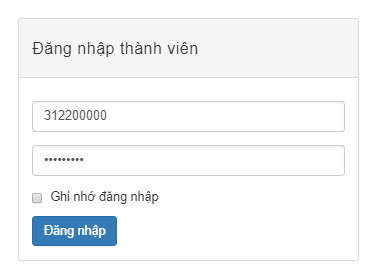 Đăng nhập thành viên
312200000
•••••••••
Ghi nhớ đăng nhập
Đăng nhập